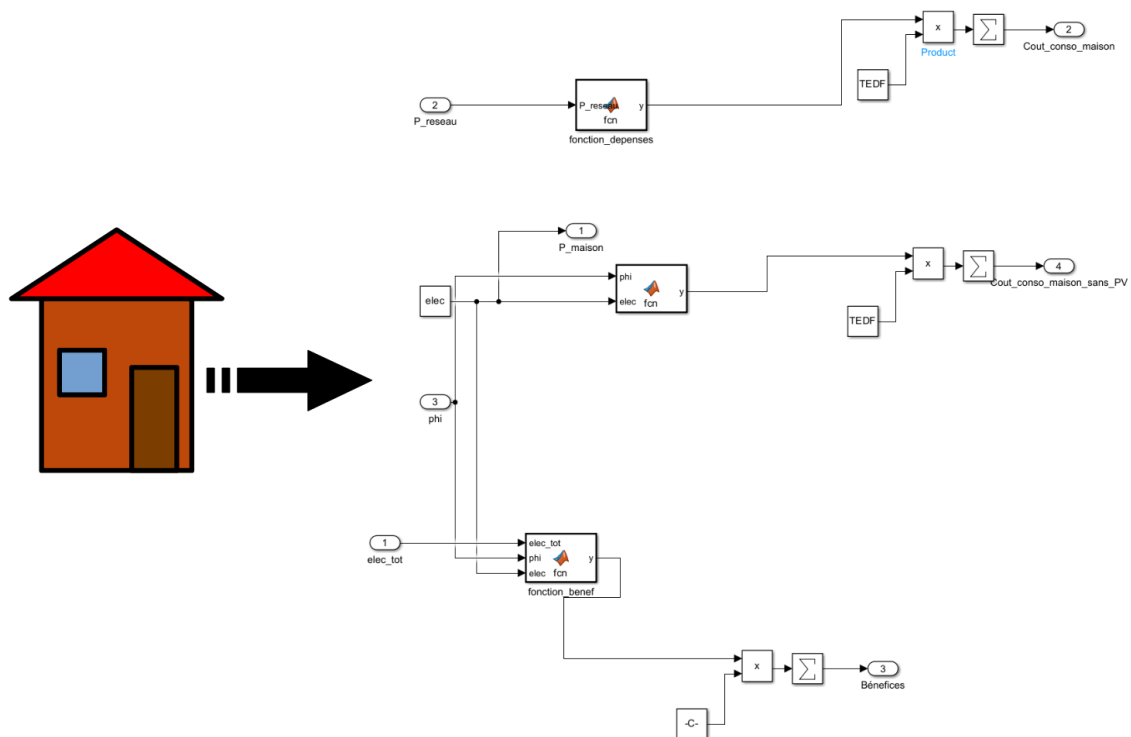 2
Cout_conso_maison
x
Product
TEDF
2
P_reseau
P_reseau
y
fcn
fonction_depenses
1
P_maison
phi
elec
y
fcn
elec
x
4
Cout_conso_maison_sans_PV
TEDF
3
phi
1
elec_tot
elec_tot
phi
elec
y
fcn
fonction_benef
x
3
Bénefices
-C-